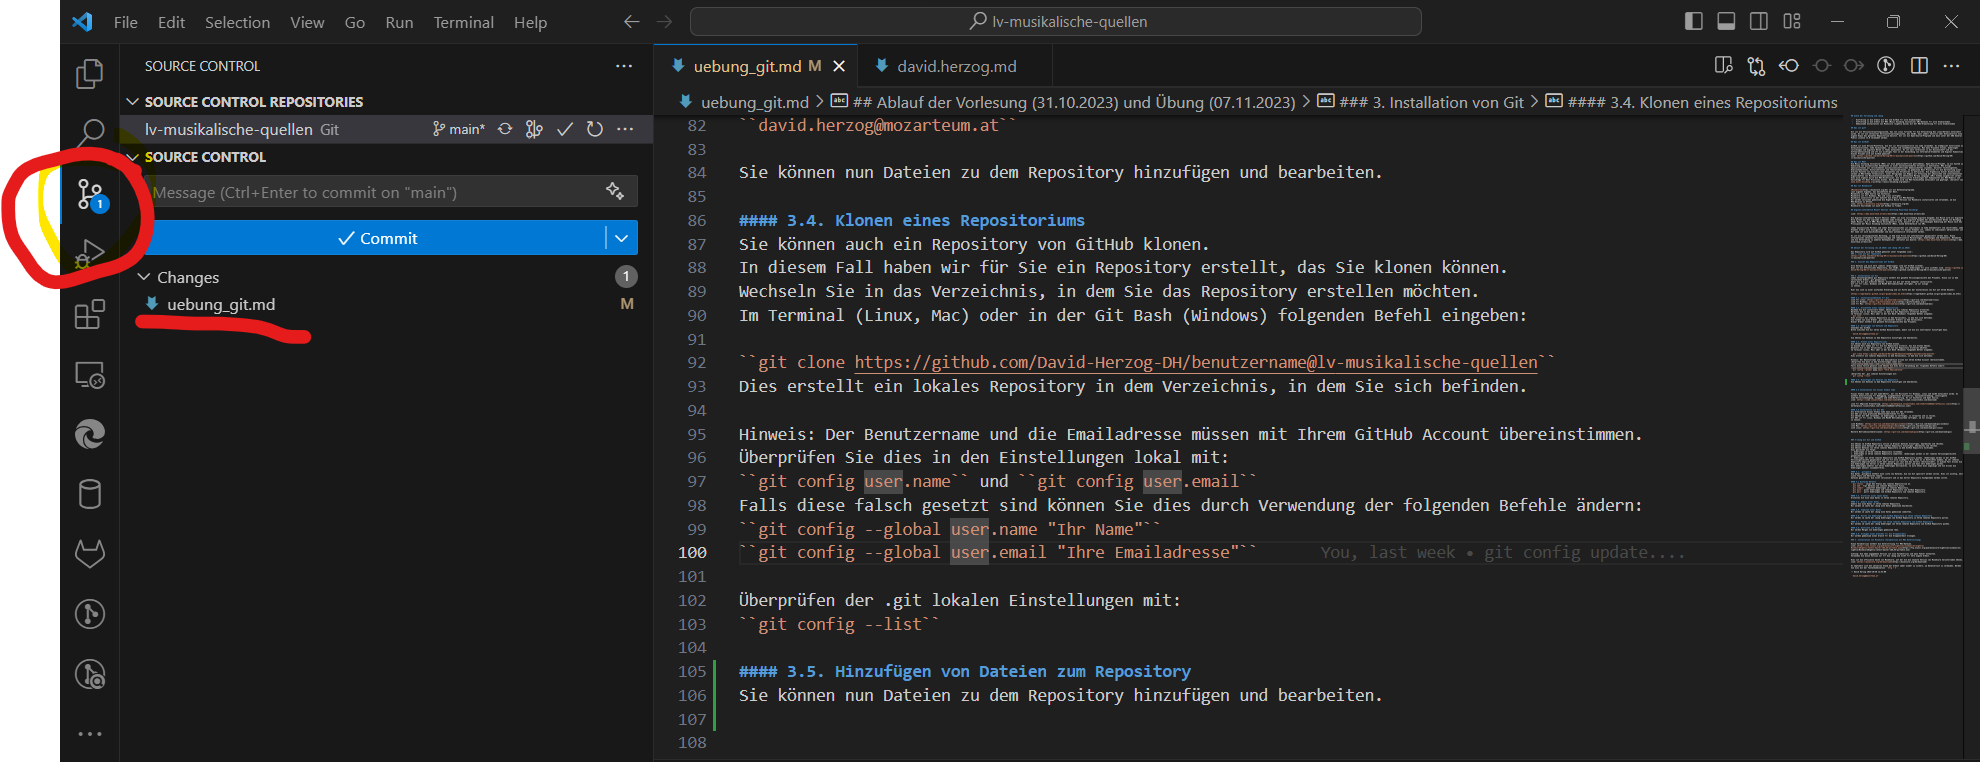 File Edit Selection View Go Run Terminal Help
lv-musikalische-quellen
SOURCE CONTROL
SOURCE CONTROL REPOSITORIES
lv-musikalische-quellen Git main*
SOURCE CONTROL
Message (Ctrl+Enter to commit on "main")
Commit
Changes 1
uebung_git.md M
1
uebung_git.md M
david.herzog.md
uebung_git.md > ## Ablauf der Vorlesung (31.10.2023) und Übung (07.11.2023) > ### 3. Installation von Git > #### 3.4. Klonen eines Repositoriums
82 ``david.herzog@mozarteum.at``
83
84 Sie können nun Dateien zu dem Repository hinzufügen und bearbeiten.
85
86 #### 3.4. Klonen eines Repositoriums
87 Sie können auch ein Repository von GitHub klonen.
88 In diesem Fall haben wir für Sie ein Repository erstellt, das Sie klonen können.
89 Wechseln Sie in das Verzeichnis, in dem Sie das Repository erstellen möchten.
90 Im Terminal (Linux, Mac) oder in der Git Bash (Windows) folgenden Befehl eingeben:
91
92 ``git clone https://github.com/David-Herzog-DH/benutzername@lv-musikalische-quellen``
93 Dies erstellt ein lokales Repository in dem Verzeichnis, in dem Sie sich befinden.
94
95 Hinweis: Der Benutzername und die Emailadresse müssen mit Ihrem GitHub Account übereinstimmen.
96 Überprüfen Sie dies in den Einstellungen lokal mit:
97 ``git config user.name`` und ``git config user.email``
98 Falls diese falsch gesetzt sind können Sie dies durch Verwendung der folgenden Befehle ändern:
99 ``git config --global user.name "Ihr Name"``
100 ``git config --global user.email "Ihre Emailadresse"`` You, last week • git config update....
101
102 Überprüfen der .git lokalen Einstellungen mit:
103 ``git config --list``
104
105 #### 3.5. Hinzufügen von Dateien zum Repository
106 Sie können nun Dateien zu dem Repository hinzufügen und bearbeiten.
107
108